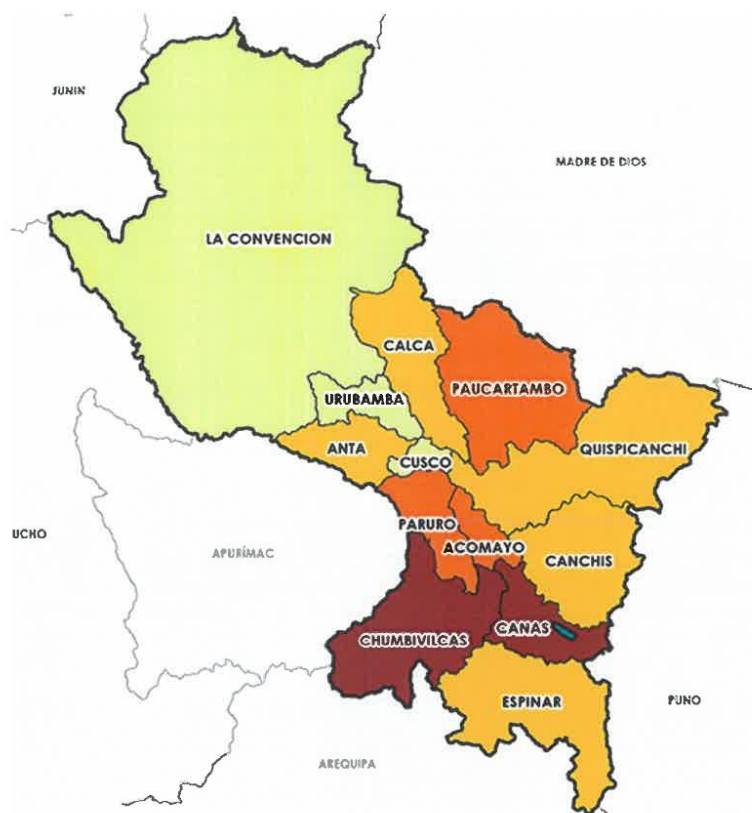 JUNIN
MADRE DE DIOS
LA CONVENCION
CALCA
PAUCARTAMBO
URUBAMBA
ANTA
QUISPICANCHI
CUSCO
PARURO
UCHO
ACOMAYO
APURÍMAC
CANCHIS
CANAS
CHUMBIVILCAS
ESPINAR
PUNO
AREQUIPA